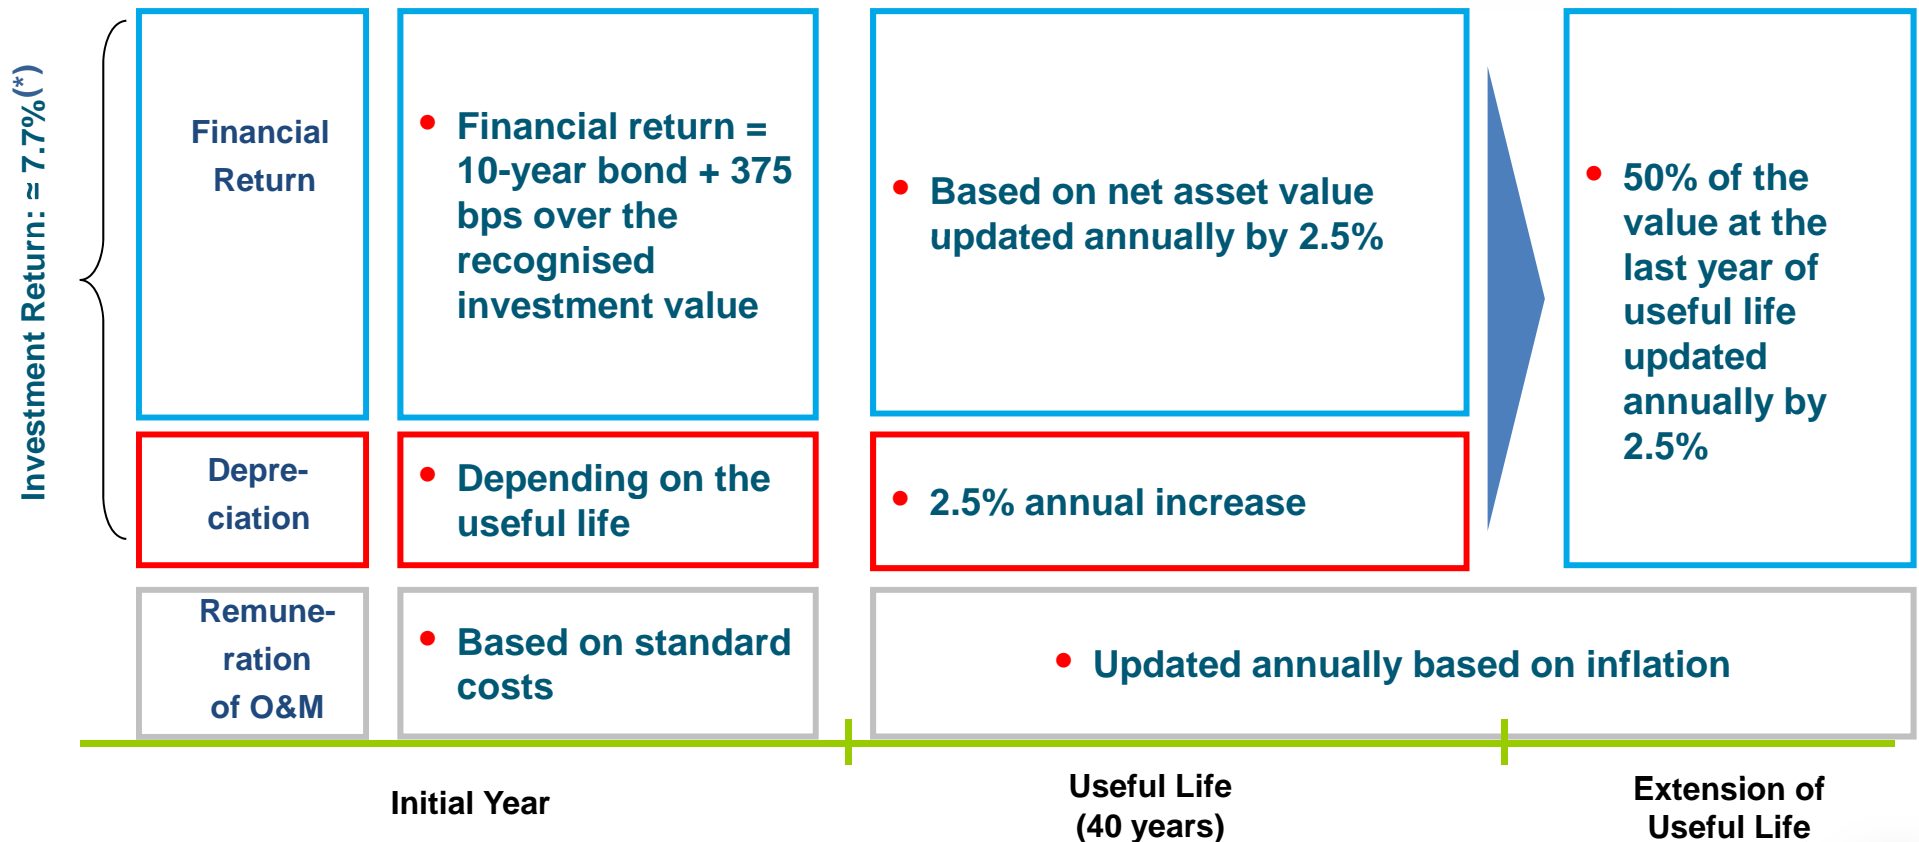 Investment Return: ≈ 7.7%(*)
Financial
Return
• Financial return =
10-year bond + 375
bps over the
recognised
investment value
• Based on net asset value
updated annually by 2.5%
• 50% of the
value at the
last year of
useful life
updated
annually by
2.5%
Depre-
ciation
• Depending on the
useful life
• 2.5% annual increase
Remune-
ration
of O&M
• Based on standard
costs
• Updated annually based on inflation
Initial Year
Useful Life
(40 years)
Extension of
Useful Life